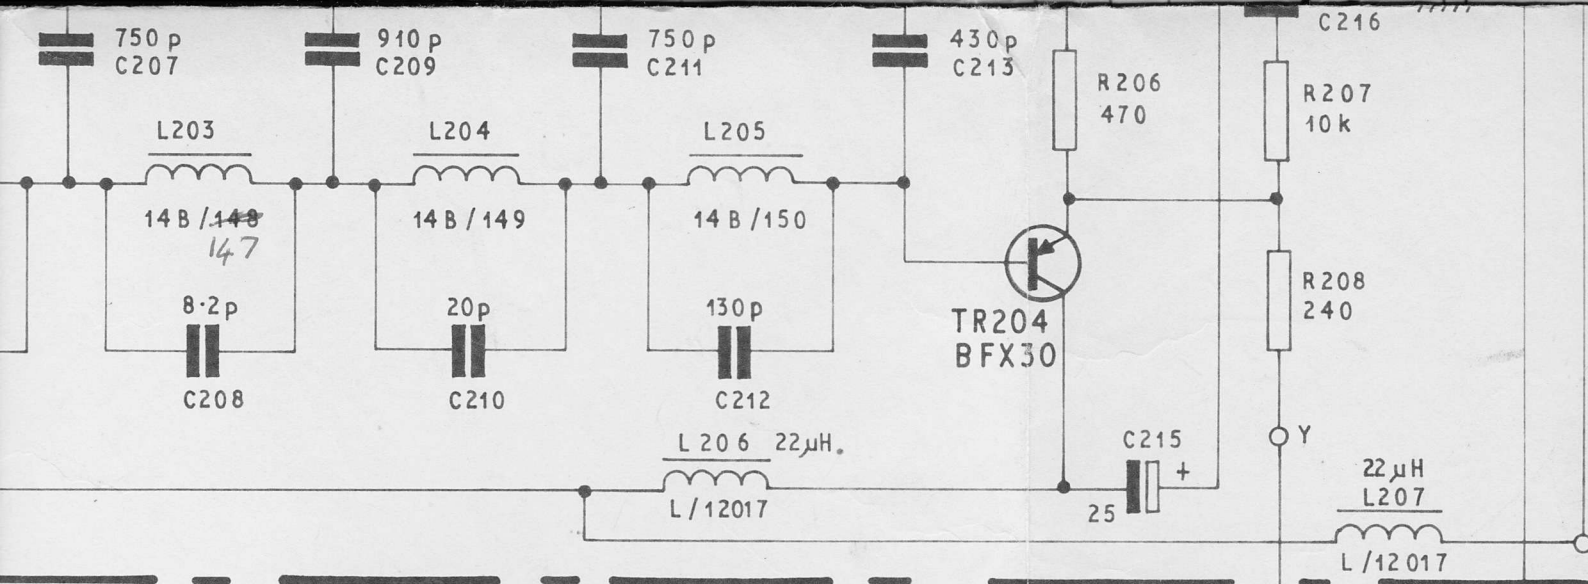 750p
C207
910p
C209
750p
C211
430p
C213
C216
R206
470
R207
10k
L203
L204
L205
14B/148
147
14B/149
14B/150
8·2p
C208
20p
C210
130p
C212
TR204
BFX30
R208
240
Y
L206 22µH.
L/12017
C215
+
25
22µH
L207
L/12017